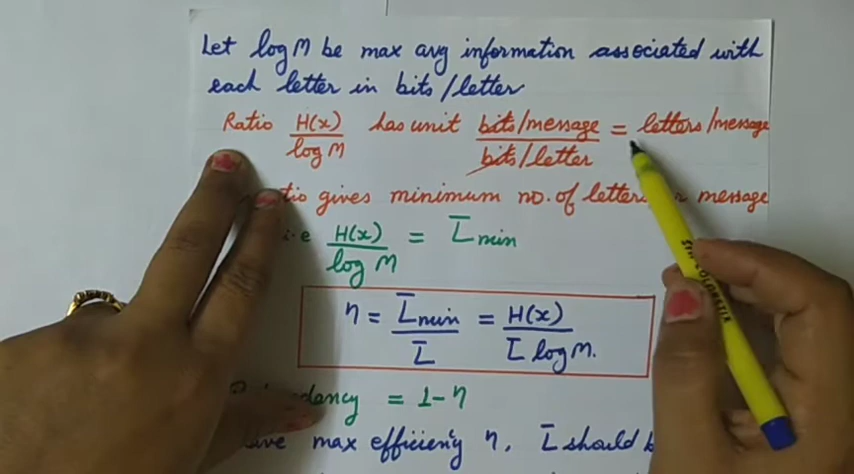 Let log M be max avg information associated with
each letter in bits/letter
Ratio H(x)/log M has unit bits/message / bits/letter = letters/message
gives minimum no. of letters message
i.e H(x)/log M = L̅min
η = L̅min/L̅ = H(x)/L̅ log M.
= 1-η
max efficiency η, L̅ should